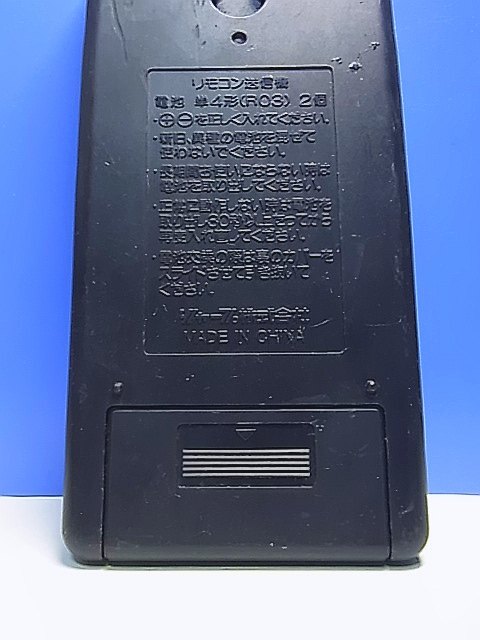 リモコン送信機
電池 単4形(R03) 2個
・⊕⊖を正しく入れてください。
・新旧、異種の電池を混ぜて
使わないでください。
・長期間お使いにならない時は
電池を取り出してください。
・正常に動作しない時は電池を
取り出し30秒以上たってから
再度入れ直してください。
・電池交換の際は裏のカバーを
スライドさせて引き抜いて
ください。
シャープ株式会社
MADE IN CHINA